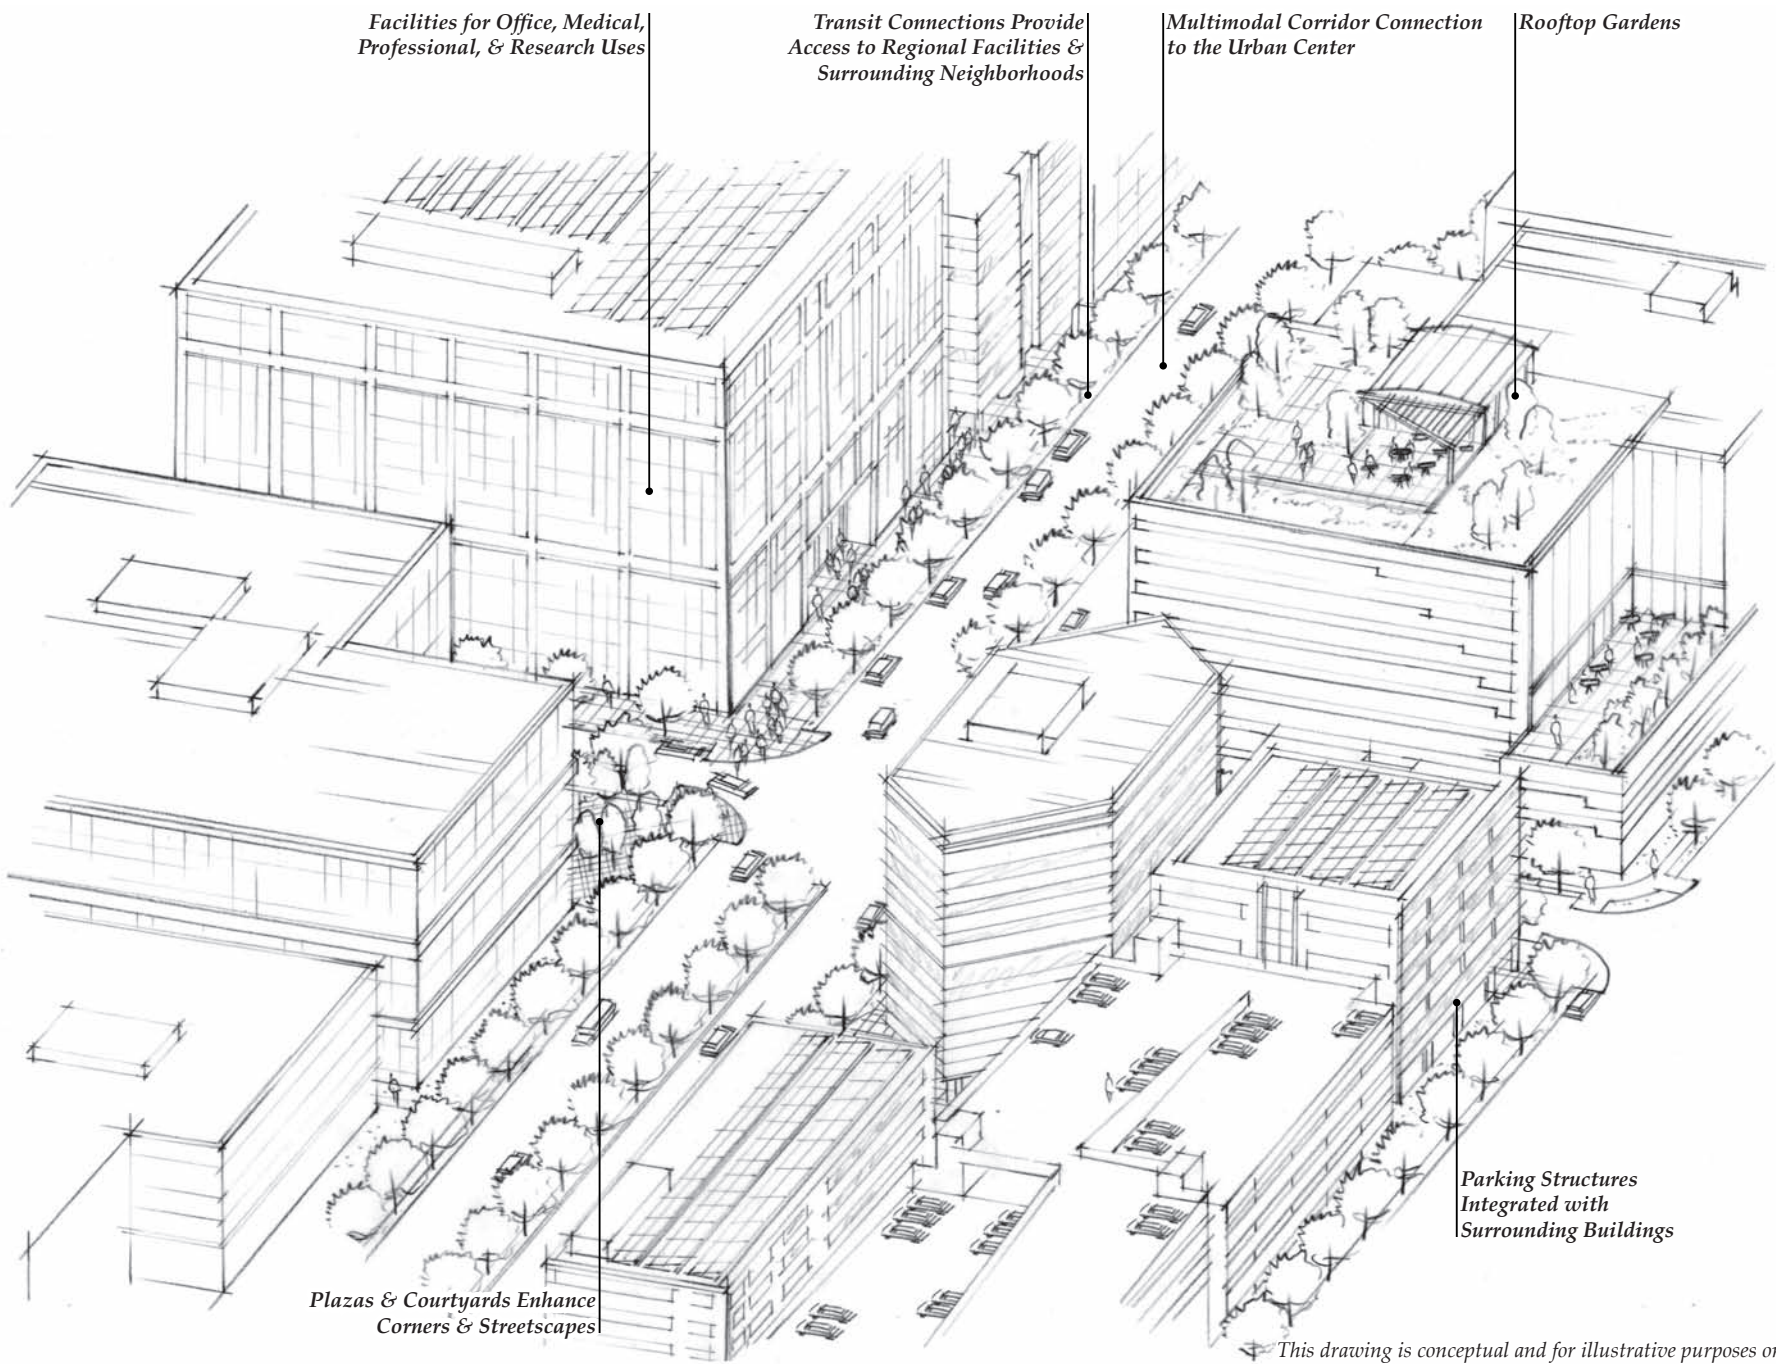 Facilities for Office, Medical,
Professional, & Research Uses
Transit Connections Provide
Access to Regional Facilities &
Surrounding Neighborhoods
Multimodal Corridor Connection
to the Urban Center
Rooftop Gardens
Parking Structures
Integrated with
Surrounding Buildings
Plazas & Courtyards Enhance
Corners & Streetscapes
This drawing is conceptual and for illustrative purposes